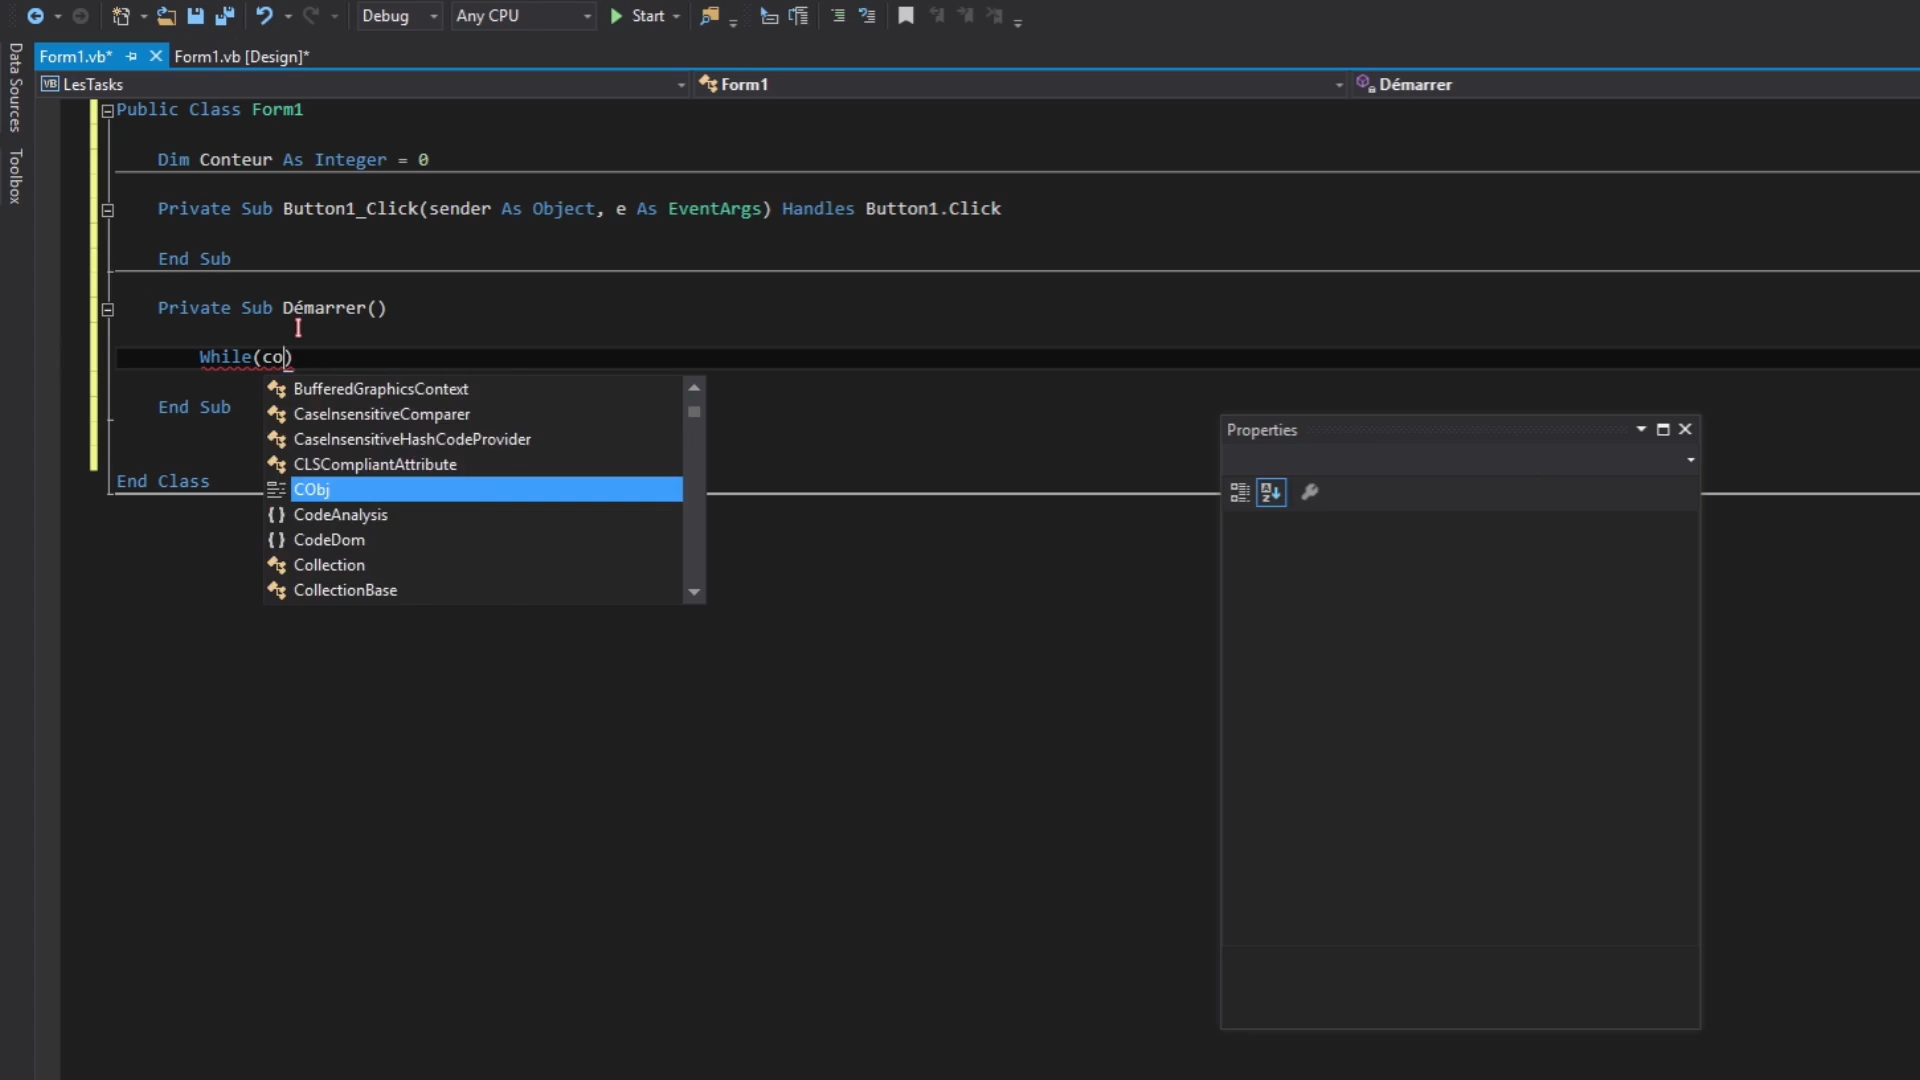 Debug Any CPU Start
Data Sources
Toolbox
Form1.vb* Form1.vb [Design]*
VB LesTasks Form1 Démarrer
Public Class Form1
Dim Conteur As Integer = 0
Private Sub Button1_Click(sender As Object, e As EventArgs) Handles Button1.Click
End Sub
Private Sub Démarrer()
While(co)
End Sub
End Class
BufferedGraphicsContext
CaseInsensitiveComparer
CaseInsensitiveHashCodeProvider
CLSCompliantAttribute
CObj
{ } CodeAnalysis
{ } CodeDom
Collection
CollectionBase
Properties